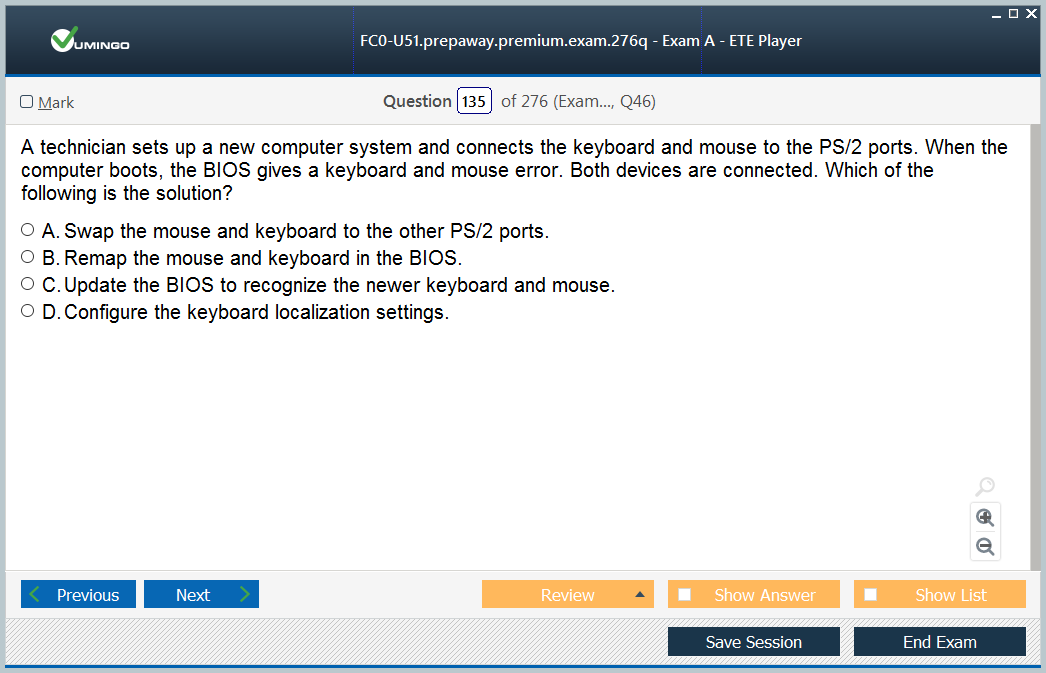 VUMINGO
FC0-U51.prepaway.premium.exam.276q - Exam A - ETE Player
Mark
Question 135 of 276 (Exam..., Q46)
A technician sets up a new computer system and connects the keyboard and mouse to the PS/2 ports. When the
computer boots, the BIOS gives a keyboard and mouse error. Both devices are connected. Which of the
following is the solution?
A. Swap the mouse and keyboard to the other PS/2 ports.
B. Remap the mouse and keyboard in the BIOS.
C. Update the BIOS to recognize the newer keyboard and mouse.
D. Configure the keyboard localization settings.
Previous
Next
Review
Show Answer
Show List
Save Session
End Exam